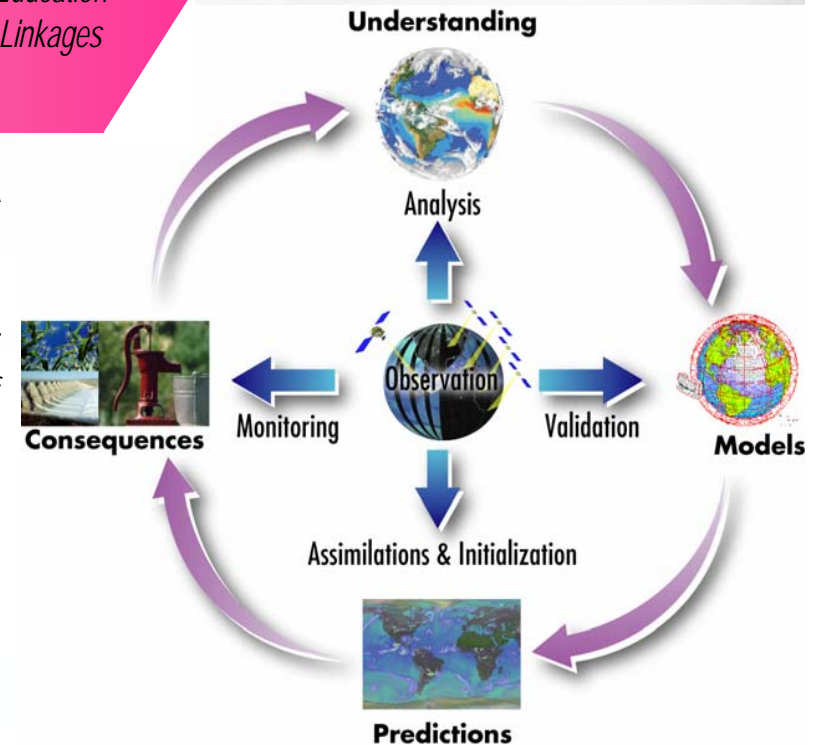 Linkages
Understanding
Analysis
Observation
Consequences
Monitoring
Validation
Models
Assimilations & Initialization
Predictions